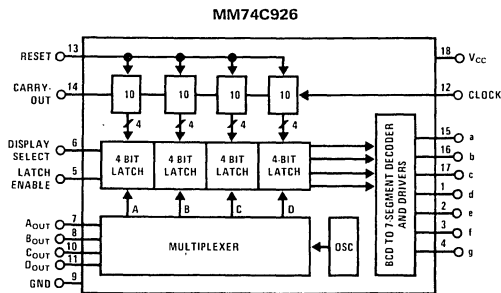 MM74C926
RESET 13
18 VCC
CARRY-OUT 14
10 10 10 10
12 CLOCK
4 4 4 4
DISPLAY SELECT 6
LATCH ENABLE 5
4 BIT LATCH 4 BIT LATCH 4 BIT LATCH 4-BIT LATCH
BCD TO 7-SEGMENT DECODER AND DRIVERS
15 a
16 b
17 c
1 d
2 e
3 f
4 g
A B C D
AOUT 7
BOUT 8
COUT 10
DOUT 11
GND 9
MULTIPLEXER
OSC